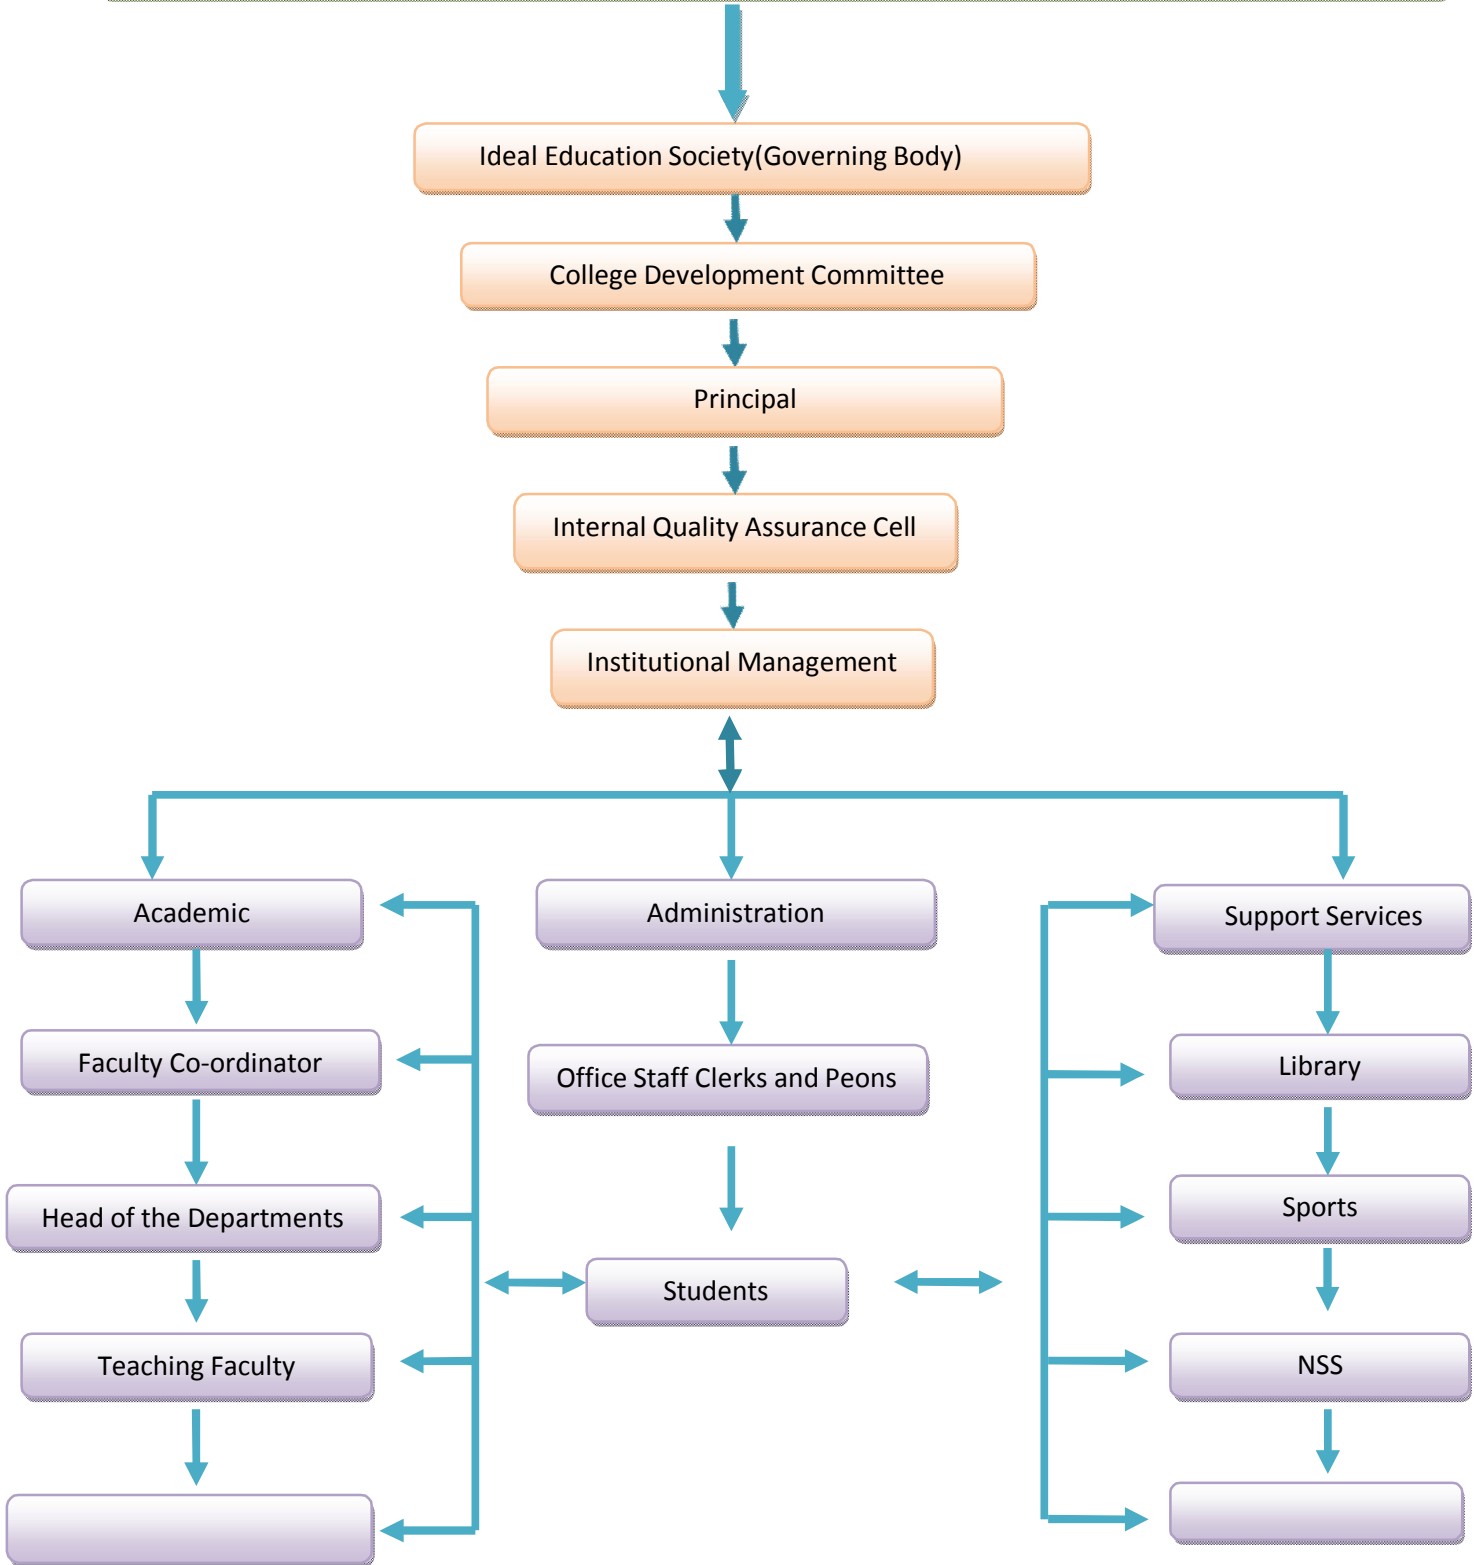 Ideal Education Society(Governing Body)
College Development Committee
Principal
Internal Quality Assurance Cell
Institutional Management
Academic
Administration
Support Services
Faculty Co-ordinator
Office Staff Clerks and Peons
Library
Head of the Departments
Sports
Students
Teaching Faculty
NSS